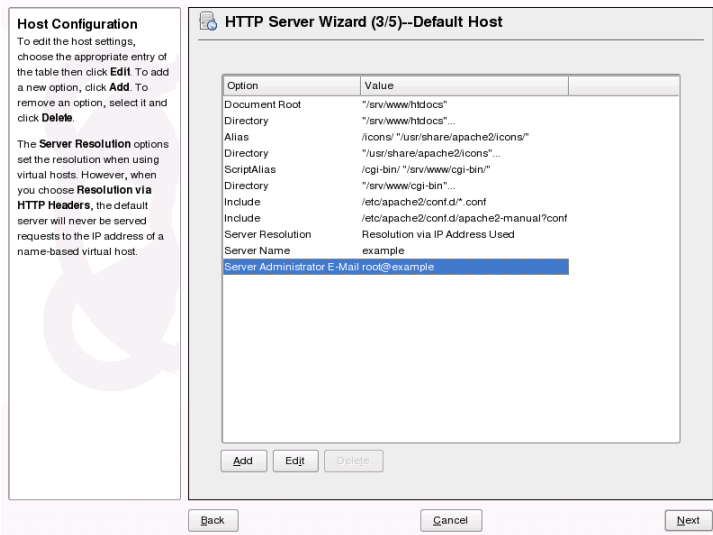 Host Configuration
To edit the host settings,
choose the appropriate entry of
the table then click Edit. To add
a new option, click Add. To
remove an option, select it and
click Delete.
The Server Resolution options
set the resolution when using
virtual hosts. However, when
you choose Resolution via
HTTP Headers, the default
server will never be served
requests to the IP address of a
name-based virtual host.
HTTP Server Wizard (3/5)--Default Host
Option Value
Document Root "/srv/www/htdocs"
Directory "/srv/www/htdocs"...
Alias /icons/ "/usr/share/apache2/icons/"
Directory "/usr/share/apache2/icons"...
ScriptAlias /cgi-bin/ "/srv/www/cgi-bin/"
Directory "/srv/www/cgi-bin"...
Include /etc/apache2/conf.d/*.conf
Include /etc/apache2/conf.d/apache2-manual?conf
Server Resolution Resolution via IP Address Used
Server Name example
Server Administrator E-Mail root@example
Add Edit Delete
Back Cancel Next